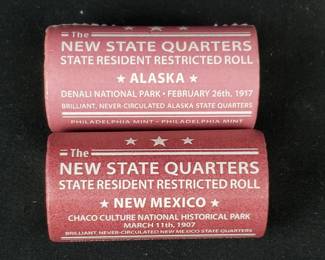 The
NEW STATE QUARTERS
STATE RESIDENT RESTRICTED ROLL
★ ALASKA ★
DENALI NATIONAL PARK • FEBRUARY 26th, 1917
BRILLIANT, NEVER-CIRCULATED ALASKA STATE QUARTERS
PHILADELPHIA MINT • PHILADELPHIA MINT
The
NEW STATE QUARTERS
STATE RESIDENT RESTRICTED ROLL
★ NEW MEXICO ★
CHACO CULTURE NATIONAL HISTORICAL PARK
MARCH 11th, 1907
BRILLIANT, NEVER-CIRCULATED NEW MEXICO STATE QUARTERS